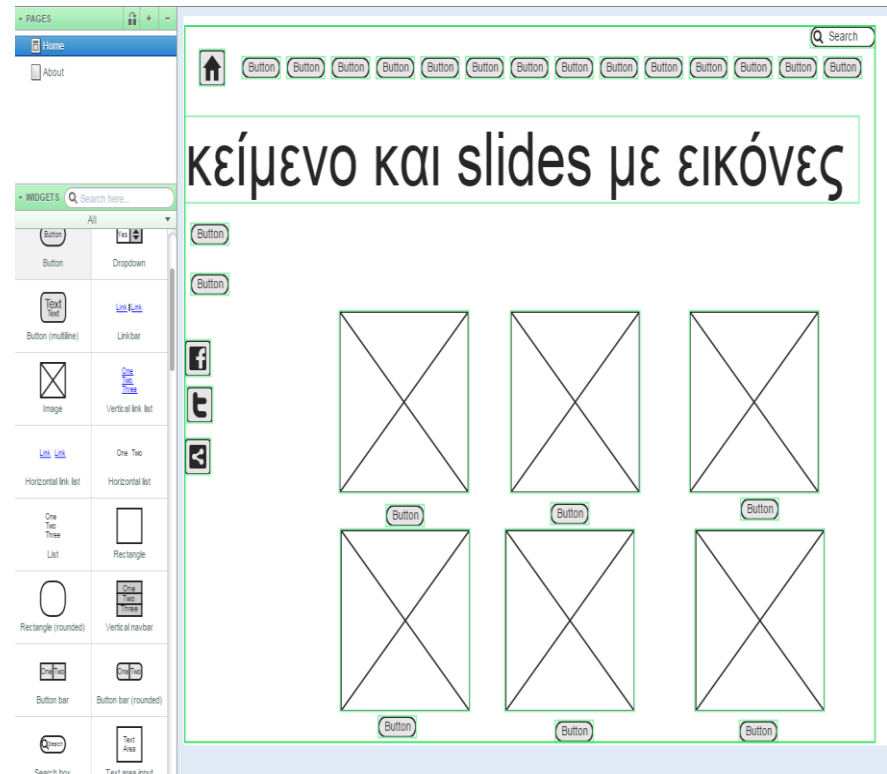 PAGES + -
Home
About
WIDGETS Search here...
All
Button Yes
Button Dropdown
Text Link Link
Text
Button (multiline) Linkbar
One
Two
Three
Image Vertical link list
Link Link One Two
Horizontal link list Horizontal list
One
Two
Three
List Rectangle
One
Two
Three
Rectangle (rounded) Vertical navbar
One Two One Two
Button bar Button bar (rounded)
Search Text
Area
Search box Text area input
Search
Button Button Button Button Button Button Button Button Button Button Button Button Button Button
κείμενο και slides με εικόνες
Button
Button
Button Button Button
Button Button Button